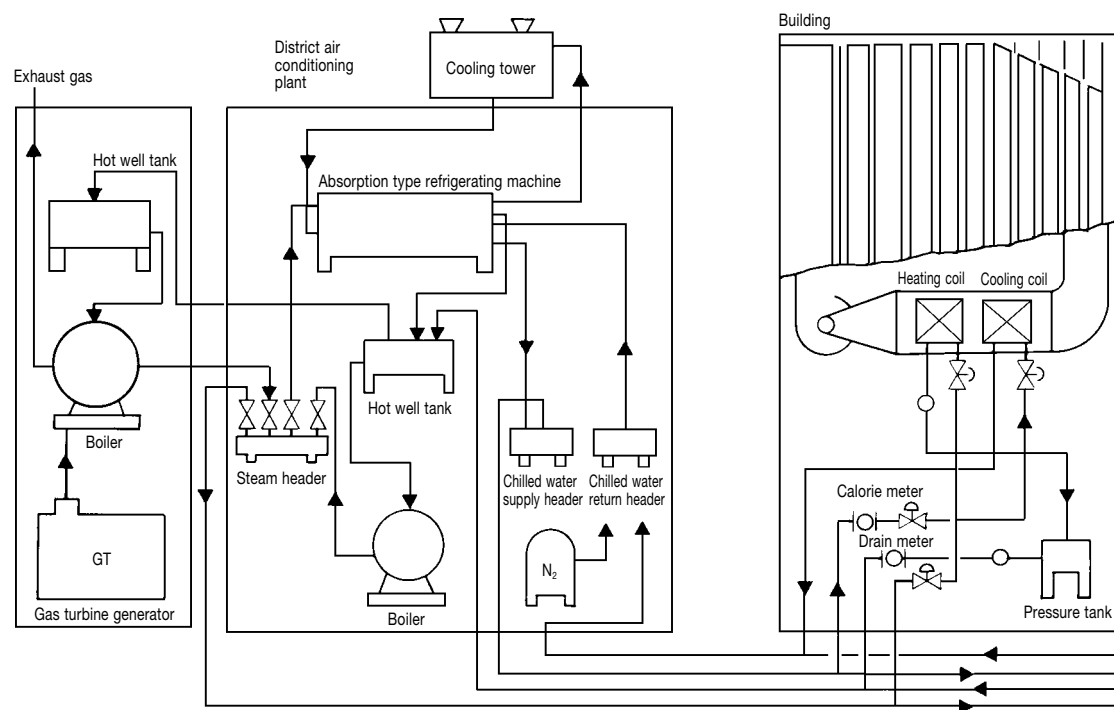 Building
District air
conditioning
plant
Cooling tower
Exhaust gas
Hot well tank
Absorption type refrigerating machine
Heating coil
Cooling coil
Hot well tank
Boiler
Steam header
Chilled water
supply header
Chilled water
return header
Calorie meter
Drain meter
GT
N₂
Gas turbine generator
Boiler
Pressure tank